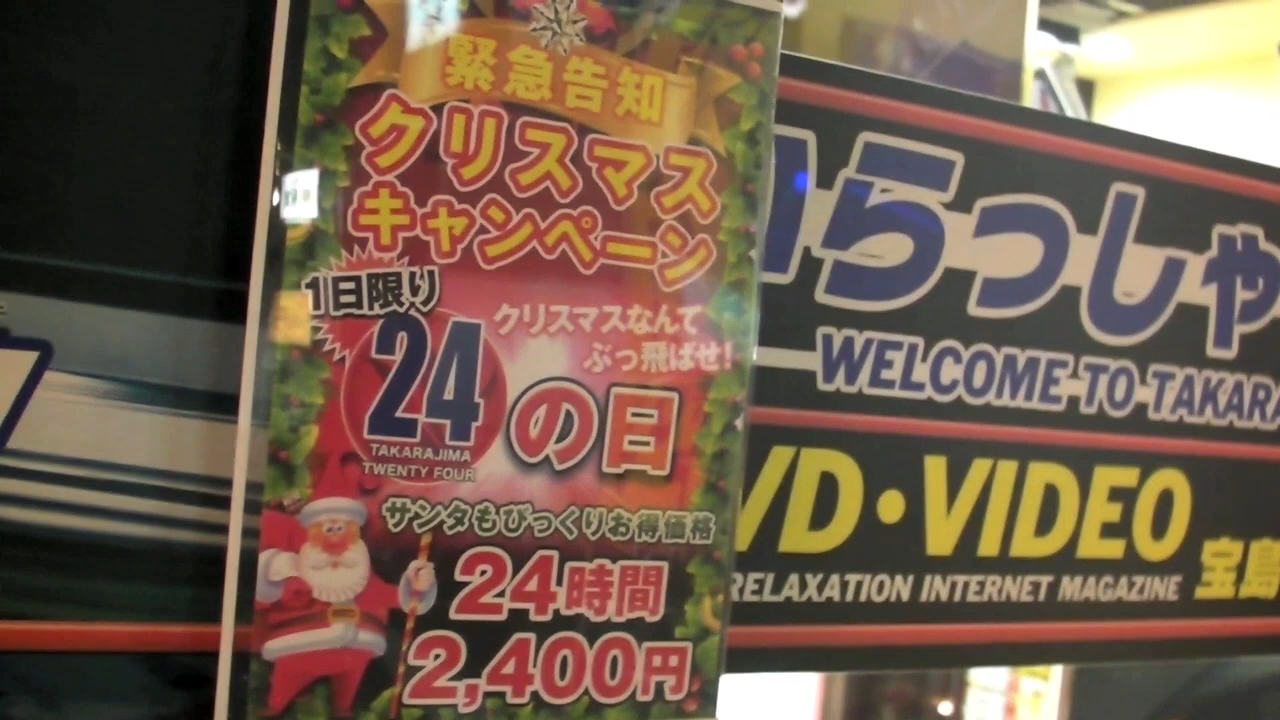 緊急告知
クリスマス
キャンペーン
1日限り
クリスマスなんて
ぶっ飛ばせ!
24の日
TAKARAJIMA
TWENTY FOUR
サンタもびっくりお得価格
24時間
2,400円
いらっしゃ
WELCOME TO TAKARA
VD・VIDEO
RELAXATION INTERNET MAGAZINE
宝島